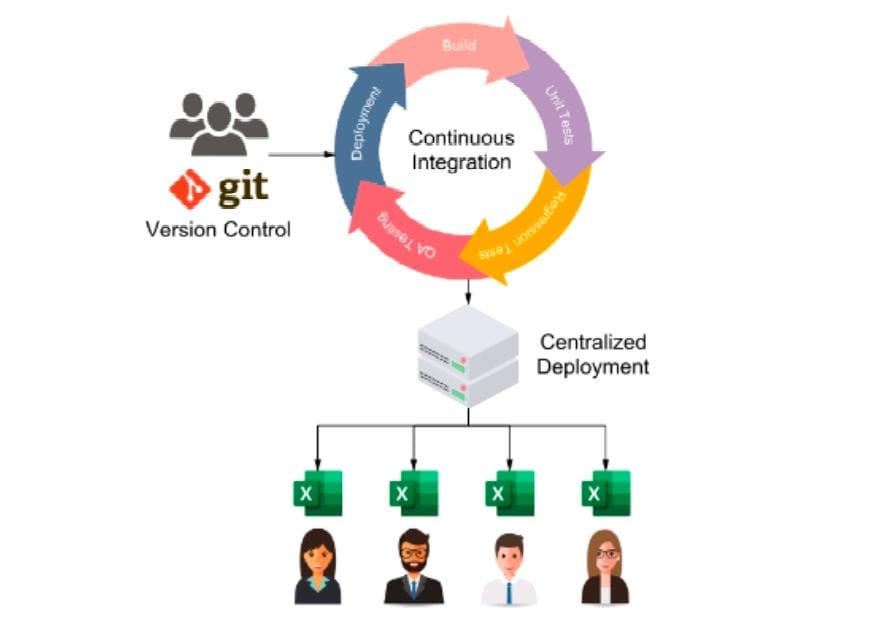 Build
Unit Tests
Regression Tests
QA Testing
Deployment
Continuous
Integration
git
Version Control
Centralized
Deployment
X
X
X
X